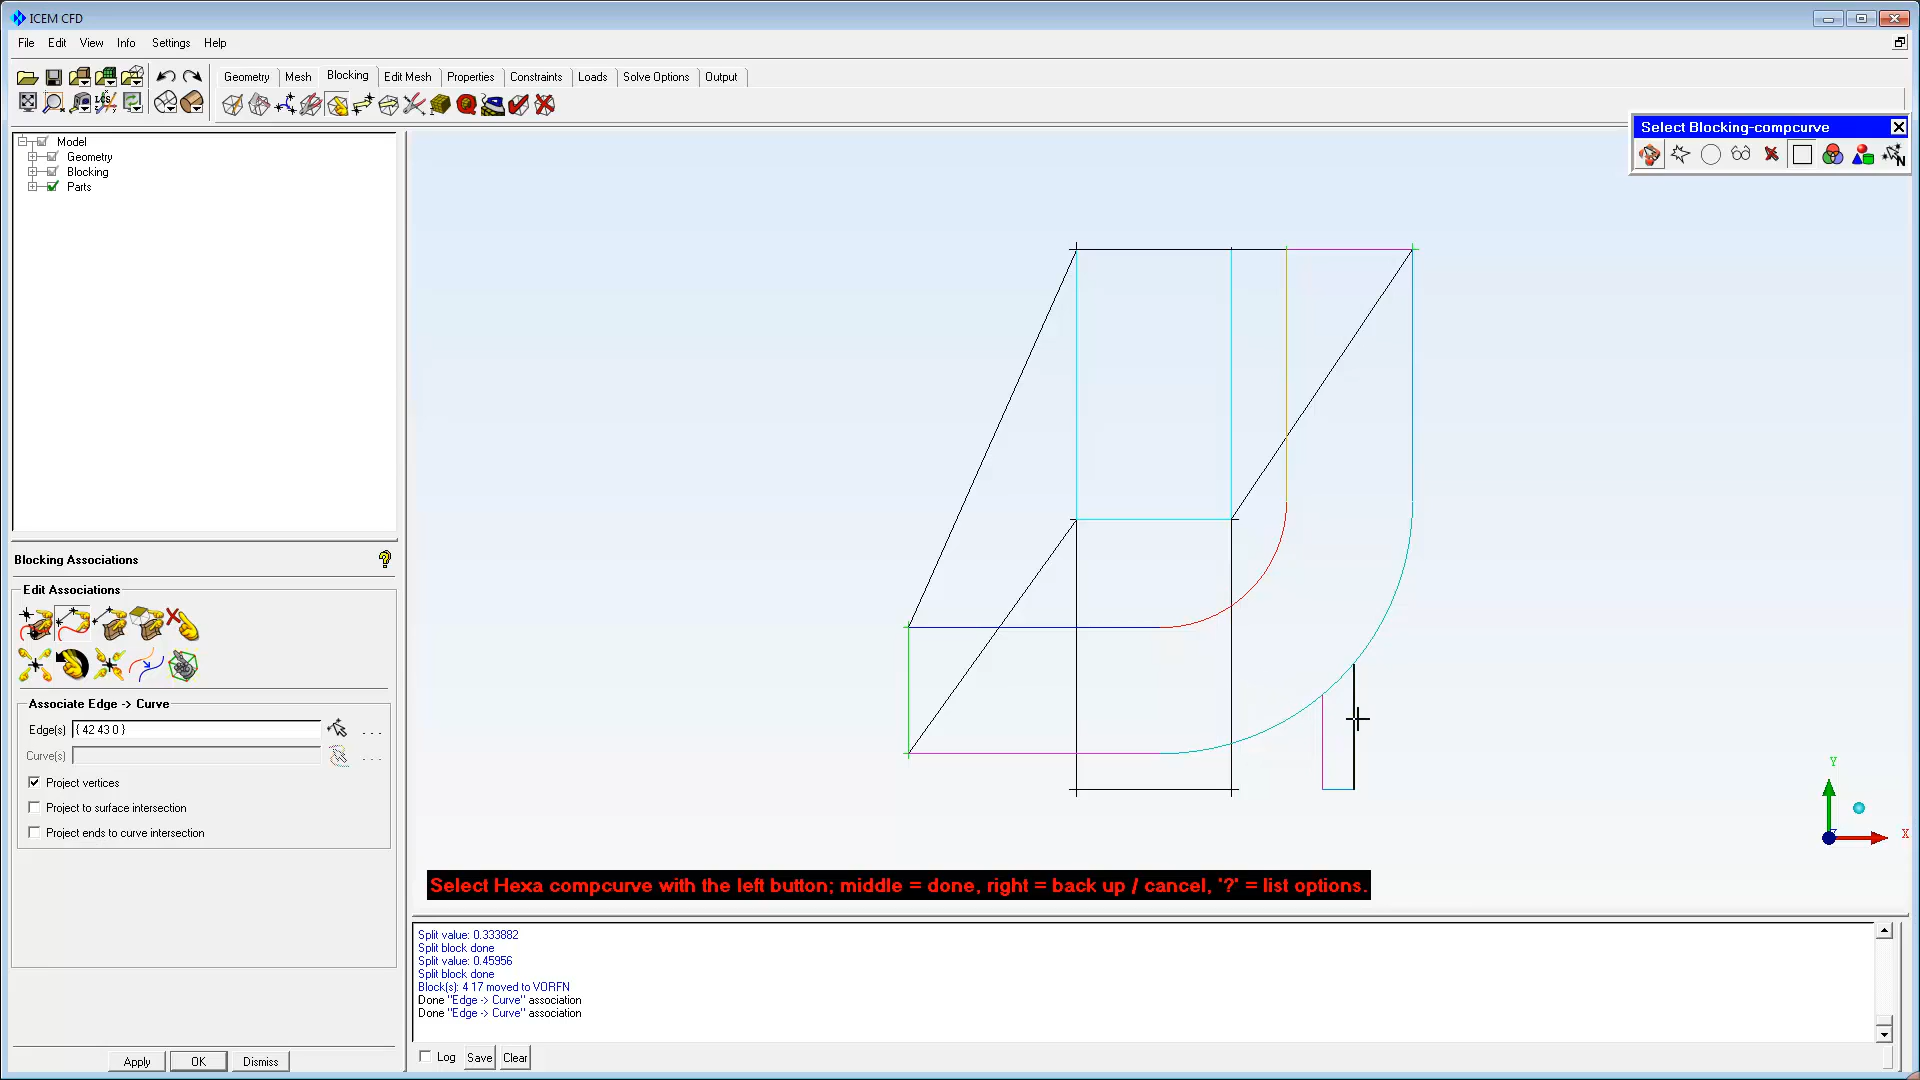 ICEM CFD
File Edit View Info Settings Help
Geometry Mesh Blocking Edit Mesh Properties Constraints Loads Solve Options Output
LCS
Select Blocking-compcurve
N
Model
Geometry
Blocking
Parts
Blocking Associations
Edit Associations
Associate Edge -> Curve
Edge(s) { 42 43 0 } ...
Curve(s) ...
Project vertices
Project to surface intersection
Project ends to curve intersection
Y
X
Select Hexa compcurve with the left button; middle = done, right = back up / cancel, '?' = list options.
Split value: 0.333882
Split block done
Split value: 0.45956
Split block done
Block(s): 4 17 moved to VORFN
Done "Edge -> Curve" association
Done "Edge -> Curve" association
Apply OK Dismiss
Log Save Clear